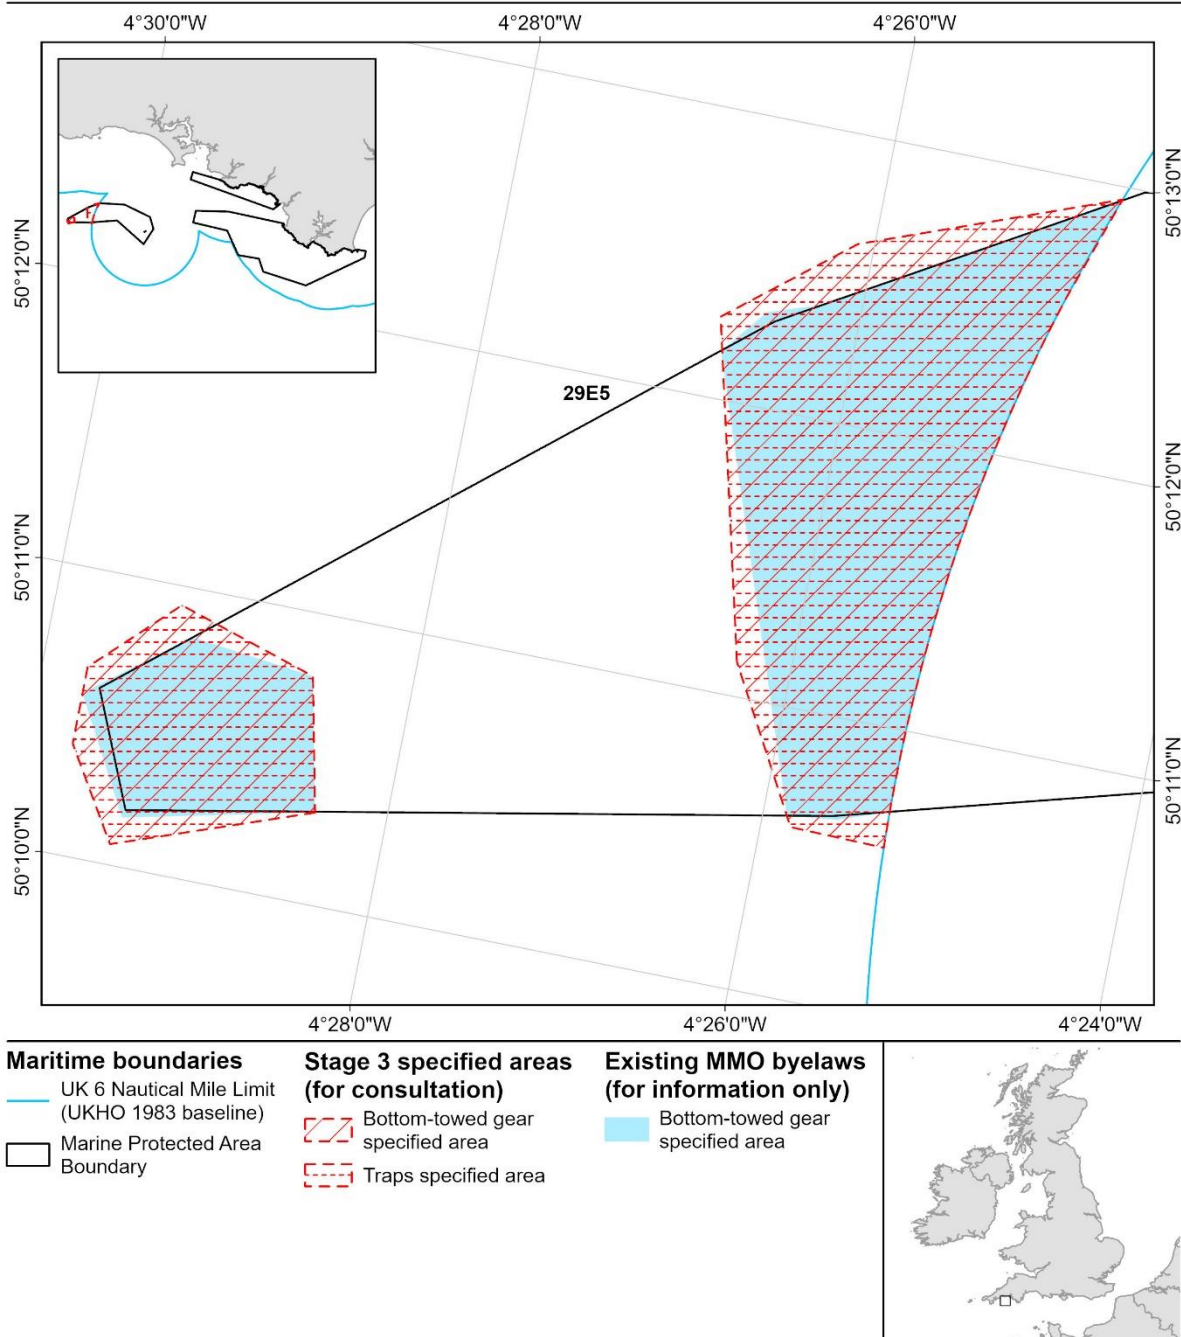 4°30'0"W
4°28'0"W
4°26'0"W
50°13'0"N
50°12'0"N
29E5
50°12'0"N
50°11'0"N
50°11'0"N
50°10'0"N
4°28'0"W
4°26'0"W
4°24'0"W
Maritime boundaries
UK 6 Nautical Mile Limit
(UKHO 1983 baseline)
Marine Protected Area
Boundary
Stage 3 specified areas
(for consultation)
Bottom-towed gear
specified area
Traps specified area
Existing MMO byelaws
(for information only)
Bottom-towed gear
specified area